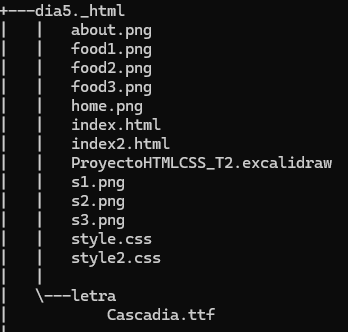 +---dia5._html
|   |   about.png
|   |   food1.png
|   |   food2.png
|   |   food3.png
|   |   home.png
|   |   index.html
|   |   index2.html
|   |   ProyectoHTMLCSS_T2.excalidraw
|   |   s1.png
|   |   s2.png
|   |   s3.png
|   |   style.css
|   |   style2.css
|   |
|   \---letra
|           Cascadia.ttf